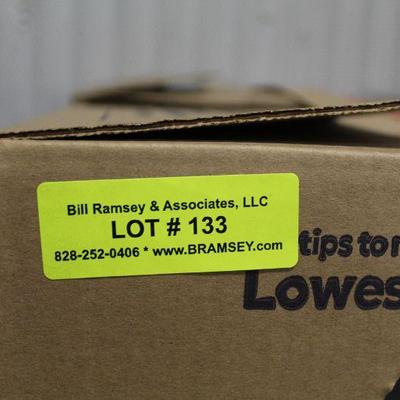 Bill Ramsey & Associates, LLC
LOT # 133
828-252-0406 * www.BRAMSEY.com
tips to
Lowes